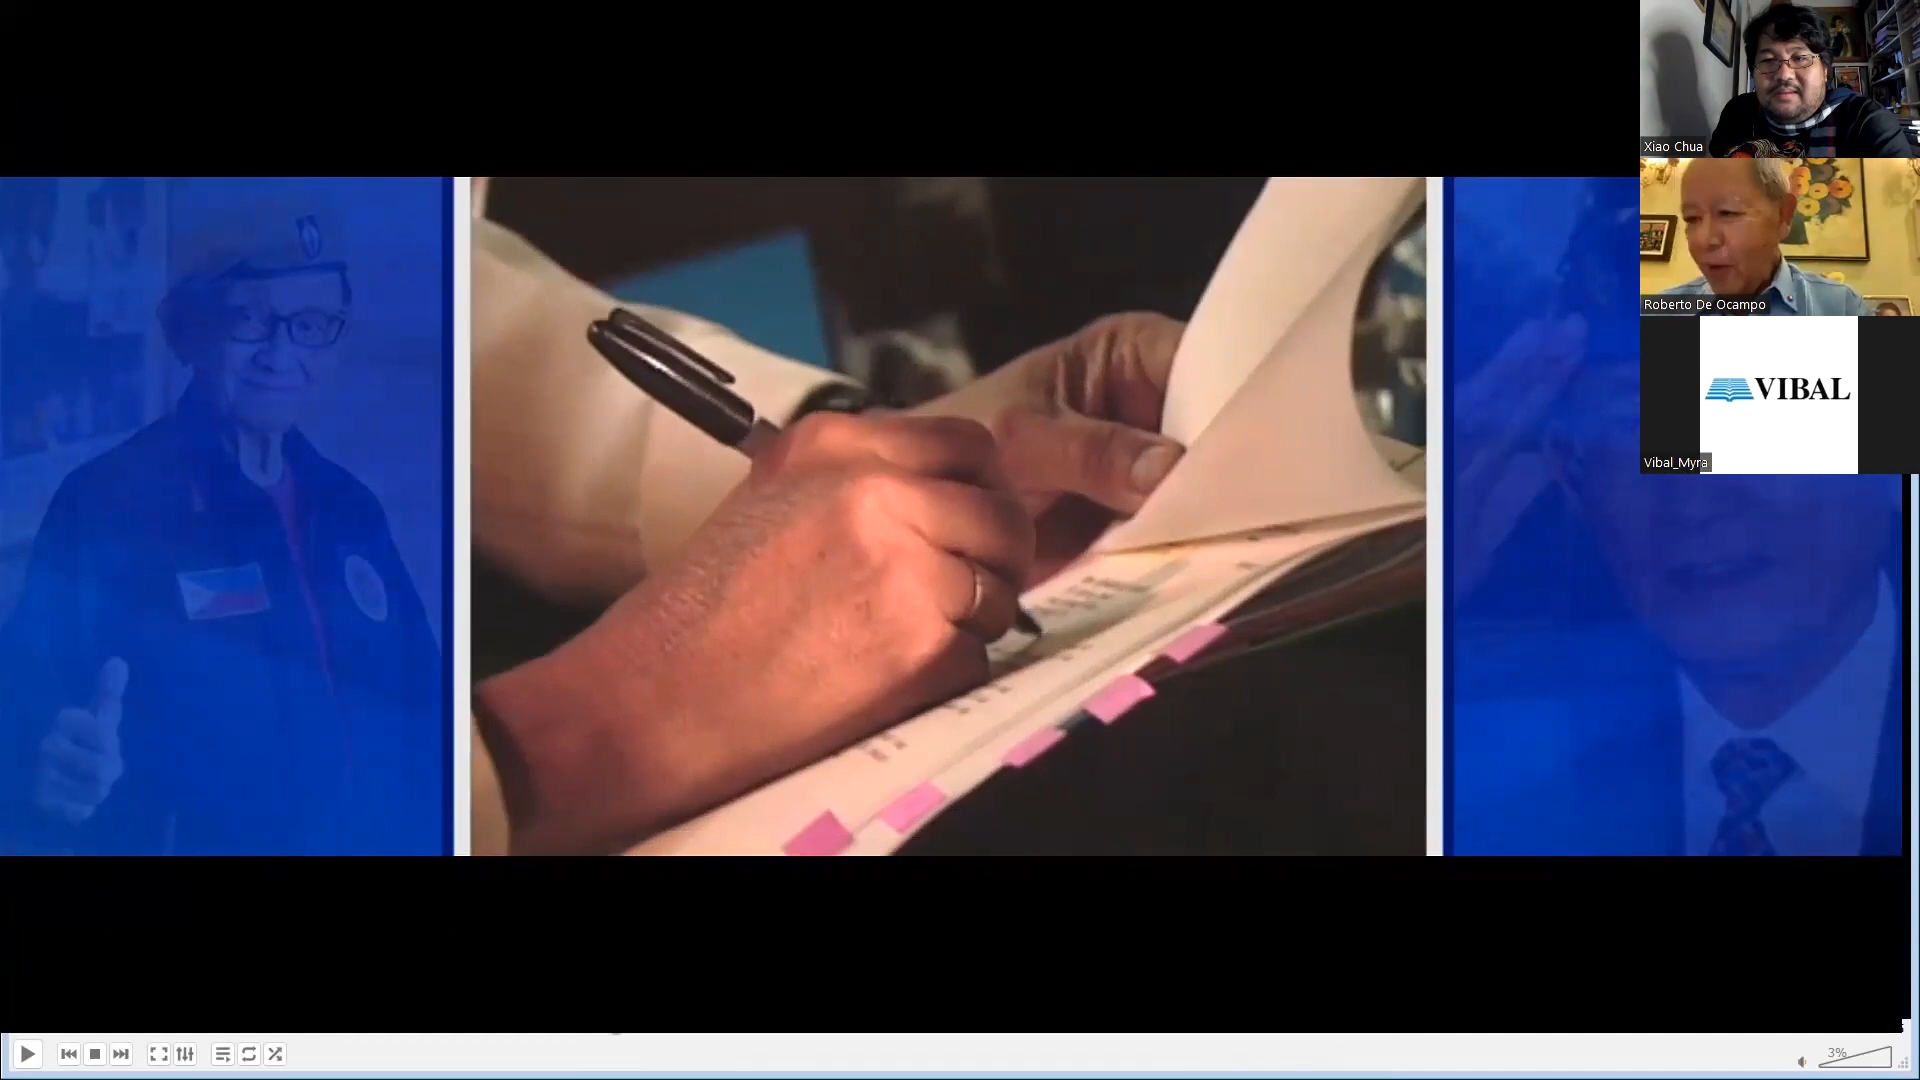 Xiao Chua
Roberto De Ocampo
VIBAL
Vibal_Myra
3%